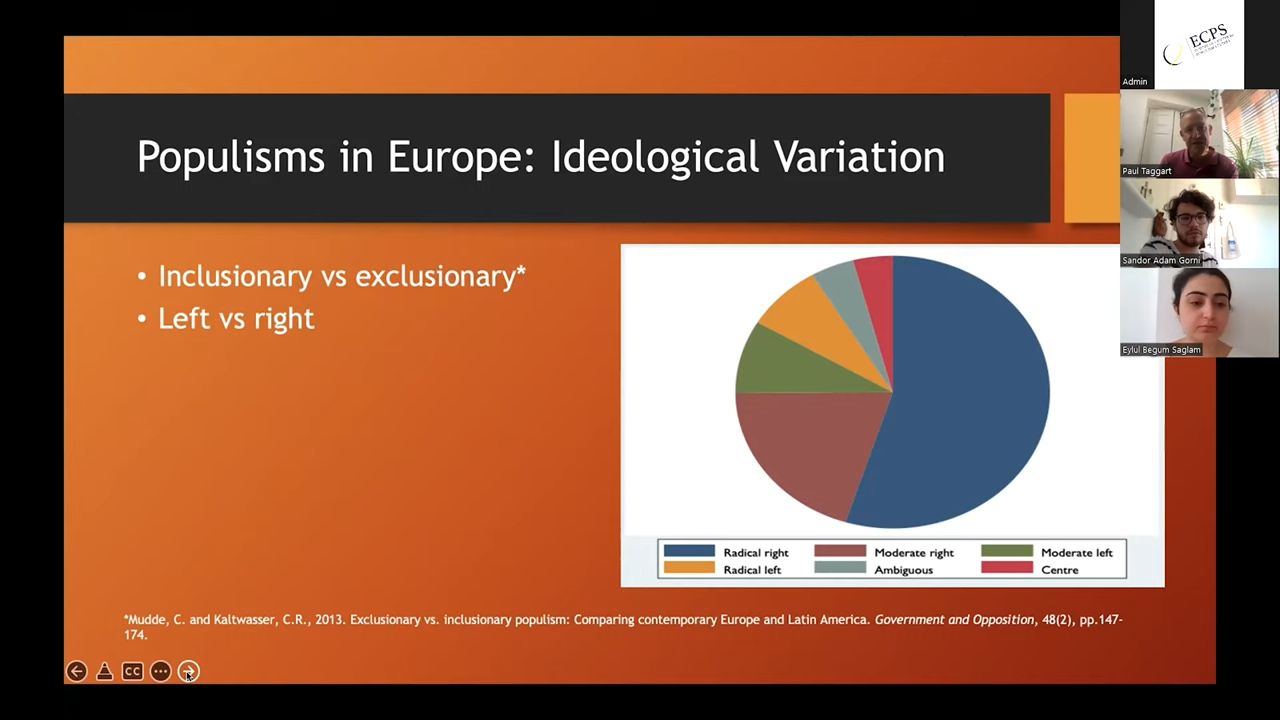 Populisms in Europe: Ideological Variation
• Inclusionary vs exclusionary*
• Left vs right
Radical right
Moderate right
Moderate left
Radical left
Ambiguous
Centre
*Mudde, C. and Kaltwasser, C.R., 2013. Exclusionary vs. inclusionary populism: Comparing contemporary Europe and Latin America. Government and Opposition, 48(2), pp.147-
174.
CC
ECPS
Admin
Paul Taggart
Sandor Adam Gorni
Eylul Begum Saglam